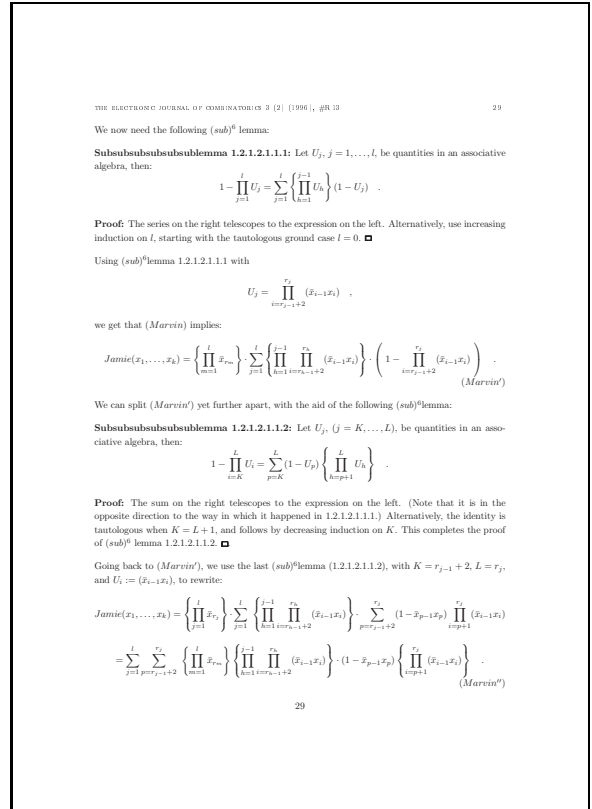 THE ELECTRONIC JOURNAL OF COMBINATORICS 3 (2) (1996), #R13 29
We now need the following (sub)⁶ lemma:
Subsubsubsubsubsublemma 1.2.1.2.1.1.1: Let U_j, j = 1, . . . , l, be quantities in an associative
algebra, then:
1 − ∏_{j=1}^{l} U_j = ∑_{j=1}^{l} { ∏_{h=1}^{j−1} U_h } (1 − U_j) .
Proof: The series on the right telescopes to the expression on the left. Alternatively, use increasing
induction on l, starting with the tautologous ground case l = 0.
Using (sub)⁶lemma 1.2.1.2.1.1.1 with
U_j = ∏_{i=r_{j−1}+2}^{r_j} (x̄_{i−1}x_i) ,
we get that (Marvin) implies:
Jamie(x_1, . . . , x_k) = { ∏_{m=1}^{l} x̄_{r_m} } · ∑_{j=1}^{l} { ∏_{h=1}^{j−1} ∏_{i=r_{h−1}+2}^{r_h} (x̄_{i−1}x_i) } · ( 1 − ∏_{i=r_{j−1}+2}^{r_j} (x̄_{i−1}x_i) ) .
(Marvin′)
We can split (Marvin′) yet further apart, with the aid of the following (sub)⁶lemma:
Subsubsubsubsubsublemma 1.2.1.2.1.1.2: Let U_j, (j = K, . . . , L), be quantities in an asso-
ciative algebra, then:
1 − ∏_{i=K}^{L} U_i = ∑_{p=K}^{L} (1 − U_p) { ∏_{h=p+1}^{L} U_h } .
Proof: The sum on the right telescopes to the expression on the left. (Note that it is in the
opposite direction to the way in which it happened in 1.2.1.2.1.1.1.) Alternatively, the identity is
tautologous when K = L + 1, and follows by decreasing induction on K. This completes the proof
of (sub)⁶ lemma 1.2.1.2.1.1.2.
Going back to (Marvin′), we use the last (sub)⁶lemma (1.2.1.2.1.1.2), with K = r_{j−1} + 2, L = r_j,
and U_i := (x̄_{i−1}x_i), to rewrite:
Jamie(x_1, . . . , x_k) = { ∏_{j=1}^{l} x̄_{r_j} } · ∑_{j=1}^{l} { ∏_{h=1}^{j−1} ∏_{i=r_{h−1}+2}^{r_h} (x̄_{i−1}x_i) } · ∑_{p=r_{j−1}+2}^{r_j} (1 − x̄_{p−1}x_p) ∏_{i=p+1}^{r_j} (x̄_{i−1}x_i)
= ∑_{j=1}^{l} ∑_{p=r_{j−1}+2}^{r_j} { ∏_{m=1}^{l} x̄_{r_m} } { ∏_{h=1}^{j−1} ∏_{i=r_{h−1}+2}^{r_h} (x̄_{i−1}x_i) } · (1 − x̄_{p−1}x_p) { ∏_{i=p+1}^{r_j} (x̄_{i−1}x_i) } .
(Marvin′′)
29